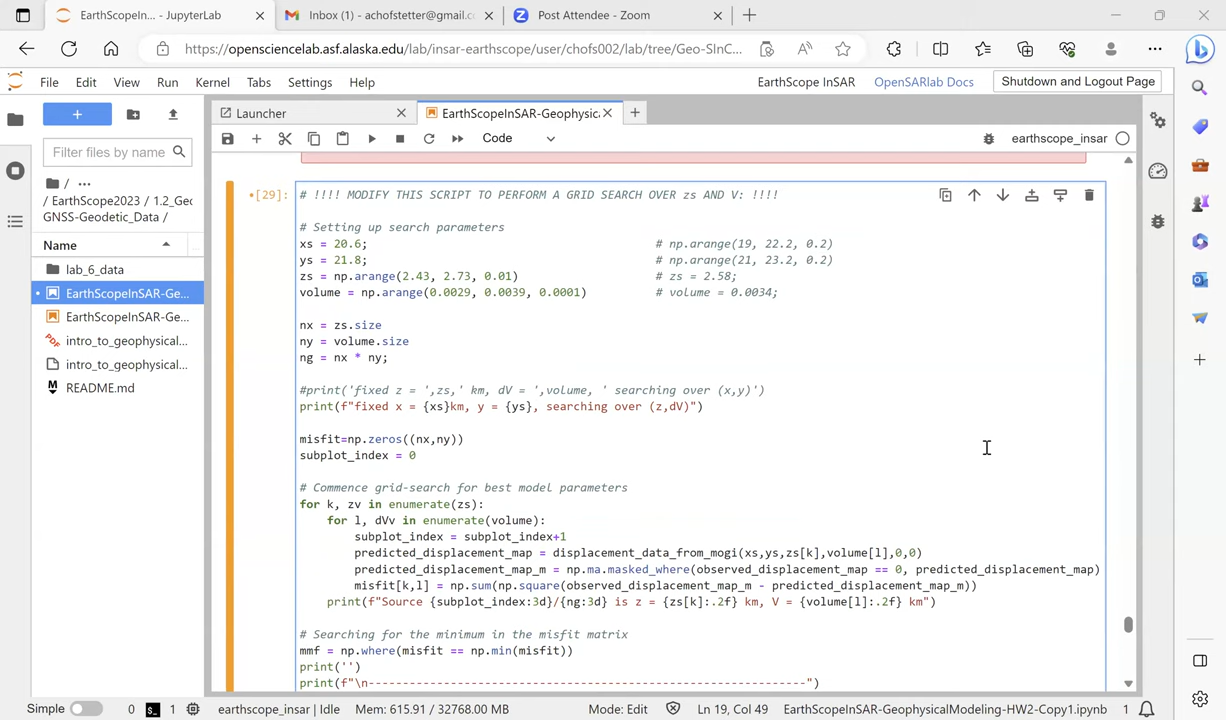 EarthScopeIn... - JupyterLab
Inbox (1) - achofstetter@gmail.c
Post Attendee - Zoom
https://opensciencelab.asf.alaska.edu/lab/insar-earthscope/user/chofs002/lab/tree/Geo-SInC...
File Edit View Run Kernel Tabs Settings Help
EarthScope InSAR OpenSARlab Docs Shutdown and Logout Page
Launcher
EarthScopeInSAR-Geophysica
Code
earthscope_insar
Filter files by name
/ ...
/ EarthScope2023 / 1.2_Geo
GNSS-Geodetic_Data /
Name
lab_6_data
EarthScopeInSAR-Ge...
EarthScopeInSAR-Ge...
intro_to_geophysical...
intro_to_geophysical...
README.md
[29]:
# !!!! MODIFY THIS SCRIPT TO PERFORM A GRID SEARCH OVER zs AND V: !!!!
# Setting up search parameters
xs = 20.6; # np.arange(19, 22.2, 0.2)
ys = 21.8; # np.arange(21, 23.2, 0.2)
zs = np.arange(2.43, 2.73, 0.01) # zs = 2.58;
volume = np.arange(0.0029, 0.0039, 0.0001) # volume = 0.0034;
nx = zs.size
ny = volume.size
ng = nx * ny;
#print('fixed z = ',zs,' km, dV = ',volume, ' searching over (x,y)')
print(f"fixed x = {xs}km, y = {ys}, searching over (z,dV)")
misfit=np.zeros((nx,ny))
subplot_index = 0
# Commence grid-search for best model parameters
for k, zv in enumerate(zs):
for l, dVv in enumerate(volume):
subplot_index = subplot_index+1
predicted_displacement_map = displacement_data_from_mogi(xs,ys,zs[k],volume[l],0,0)
predicted_displacement_map_m = np.ma.masked_where(observed_displacement_map == 0, predicted_displacement_map)
misfit[k,l] = np.sum(np.square(observed_displacement_map_m - predicted_displacement_map_m))
print(f"Source {subplot_index:3d}/{ng:3d} is z = {zs[k]:.2f} km, V = {volume[l]:.2f} km")
# Searching for the minimum in the misfit matrix
mmf = np.where(misfit == np.min(misfit))
print('')
print(f"\n----------------------------------------------------------------")
Simple 0 1 earthscope_insar | Idle Mem: 615.91 / 32768.00 MB Mode: Edit Ln 19, Col 49 EarthScopeInSAR-GeophysicalModeling-HW2-Copy1.ipynb 1